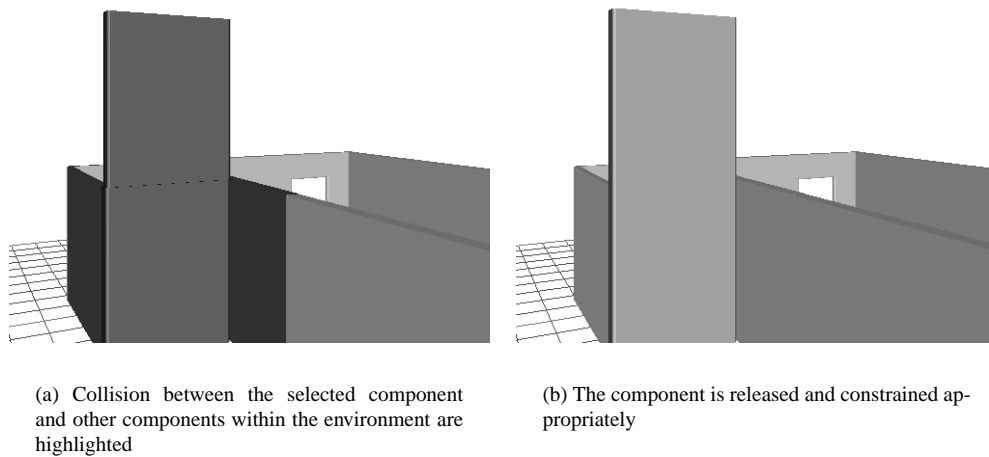 (a) Collision between the selected component
and other components within the environment are
highlighted
(b) The component is released and constrained ap-
propriately